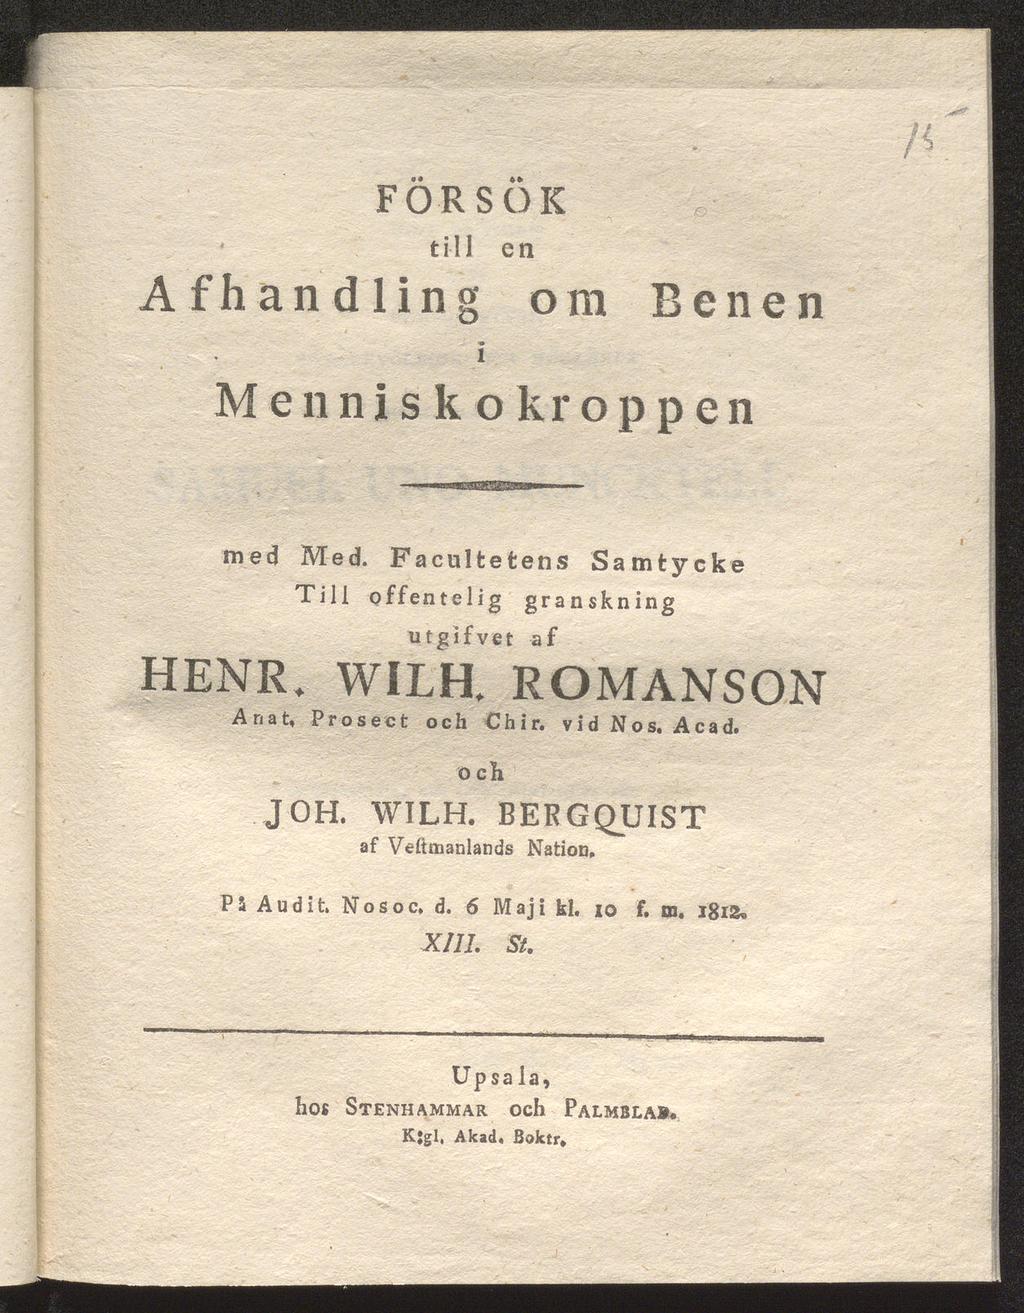 15
FÖRSÖK
till en
Afhandling om Benen
i
Menniskokroppen
med Med. Facultetens Samtycke
Till offentelig granskning
utgifvet af
HENR. WILH. ROMANSON
Anat. Prosect och Chir. vid Nos. Acad.
och
JOH. WILH. BERGQUIST
af Veſtmanlands Nation.
På Audit. Nosoc. d. 6 Maji kl. 10 f. m. 1812.
XIII. St.
Upsala,
hos STENHAMMAR och PALMBLAD.
K:gl. Akad. Boktr.